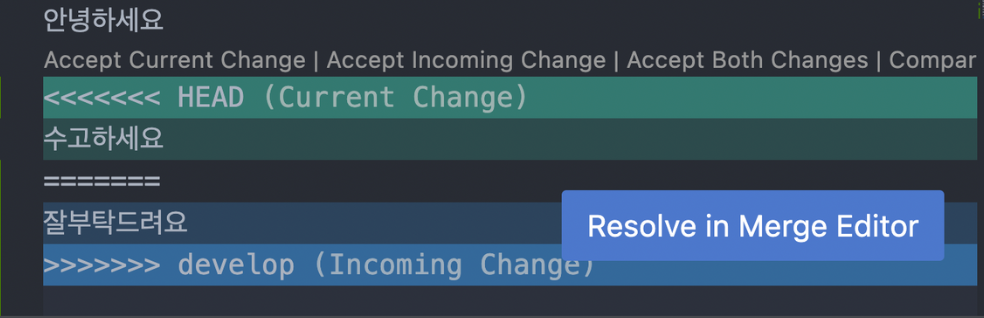 안녕하세요
Accept Current Change | Accept Incoming Change | Accept Both Changes | Compar
<<<<<<< HEAD (Current Change)
수고하세요
=======
잘부탁드려요
Resolve in Merge Editor
>>>>>>> develop (Incoming Change)